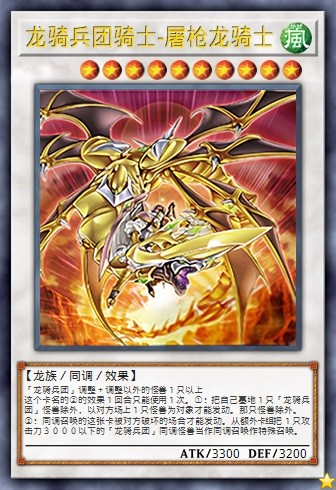 龙骑兵团骑士-屠枪龙骑士
風
【龙族／同调／效果】
「龙骑兵团」调整＋调整以外的怪兽１只以上
这个卡名的①的效果１回合只能使用１次。①：把自己墓地１只「龙骑兵
团」怪兽除外，以对方场上１只怪兽为对象才能发动。那只怪兽除外。
②：同调召唤的这张卡被对方破坏的场合才能发动。从额外卡组把１只攻
击力３０００以下的「龙骑兵团」同调怪兽当作同调召唤作特殊召唤。
ATK/3300 DEF/3200